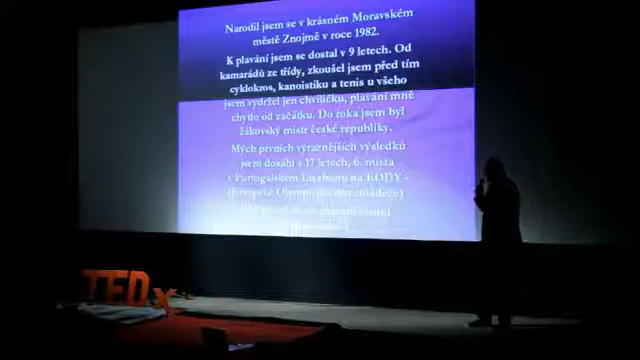 Narodil jsem se v krásném Moravském
městě Znojmě v roce 1982.
K plavání jsem se dostal v 9 letech. Od
kamarádů ze třídy, zkoušel jsem před tím
cyklokros, kanoistiku a tenis u všeho
jsem vydržel jen chviličku, plavání mně
chytlo od začátku. Do roka jsem byl
žákovský mistr české republiky.
Mých prvních výraznějších výsledků
jsem dosáhl v 17 letech, 6. místa
v Portugalském Lisabonu na EODY -
(Evropské Olympijské dny mládeže)
TEDx